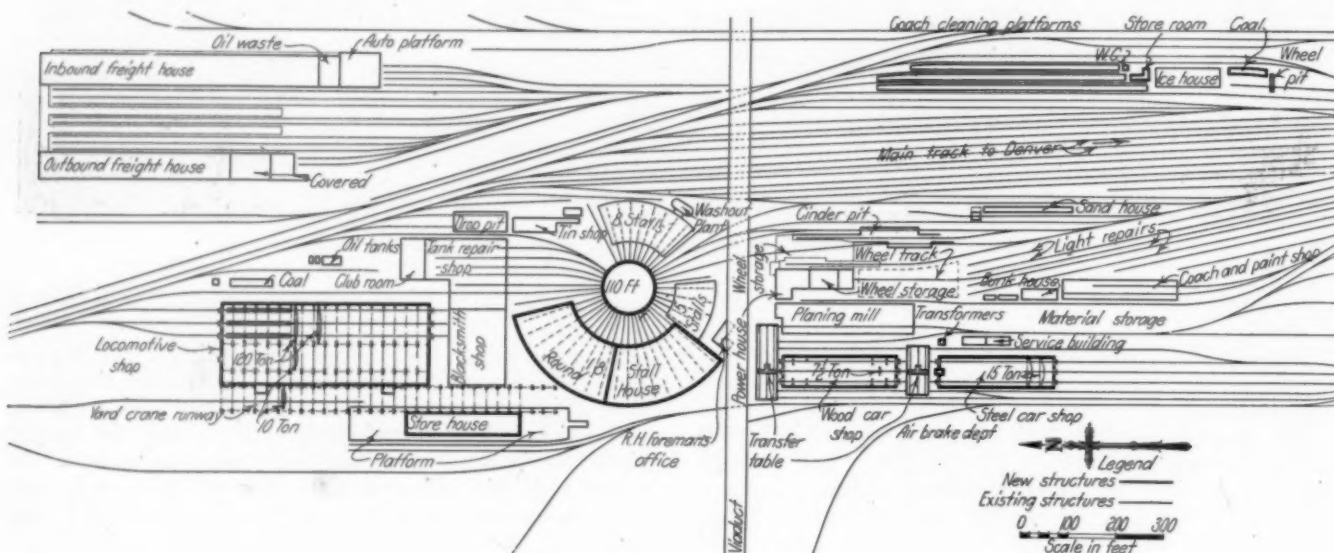 Coach cleaning platforms
Store room
Coal
Oil waste
Auto platform
W.C.
Wheel pit
Inbound freight house
Ice house
Outbound freight house
Covered
Main track to Denver
Drop pit
Tin shop
8 Stalls
Washout Plant
Cinder pit
Sand house
Oil tanks
Tank repair shop
Light repairs
Wheel storage
Wheel track
Coal
Club room
110 Ft
5 Stalls
Wheel storage
Bunk house
Coach and paint shop
Planing mill
Transformers
Material storage
Locomotive shop
120 Ton
Blacksmith shop
Round
18
Stall
House
Power house
Service building
7½ Ton
15 Ton
Yard crane runway
10 Ton
Store house
Wood car shop
Steel car shop
Air brake dept
Platform
R.H. Foreman's office
Transfer table
N
Legend
New structures
Existing structures
0 100 200 300
Scale in feet
Viaduct